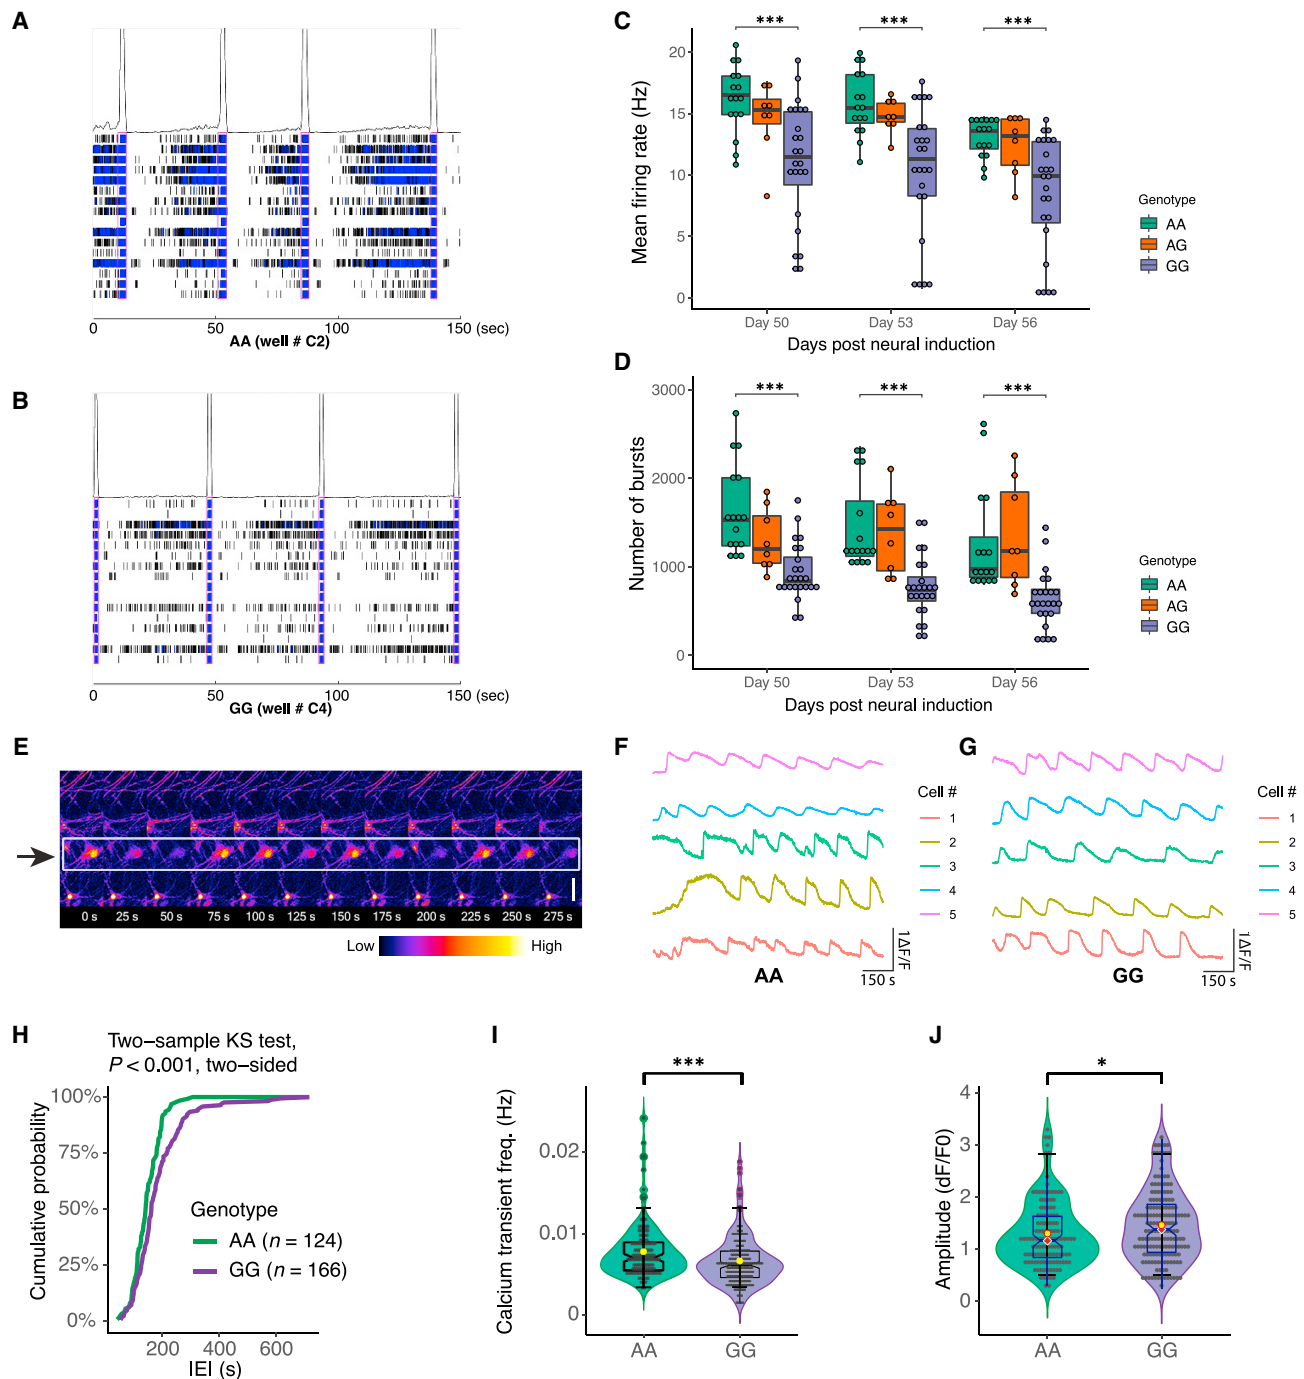 A
0 50 100 150 (sec)
AA (well # C2)
B
0 50 100 150 (sec)
GG (well # C4)
C
Mean firing rate (Hz)
20
15
10
5
0
*** *** ***
Day 50 Day 53 Day 56
Days post neural induction
Genotype
AA
AG
GG
D
Number of bursts
3000
2000
1000
0
*** *** ***
Day 50 Day 53 Day 56
Days post neural induction
Genotype
AA
AG
GG
E
0 s 25 s 50 s 75 s 100 s 125 s 150 s 175 s 200 s 225 s 250 s 275 s
Low High
F
Cell #
1
2
3
4
5
1ΔF/F
150 s
AA
G
Cell #
1
2
3
4
5
1ΔF/F
150 s
GG
H
Two−sample KS test,
P < 0.001, two−sided
Cumulative probability
100%
75%
50%
25%
0%
Genotype
AA (n = 124)
GG (n = 166)
200 400 600
IEI (s)
I
***
Calcium transient freq. (Hz)
0.02
0.01
0
AA GG
J
*
Amplitude (dF/F0)
4
3
2
1
0
AA GG